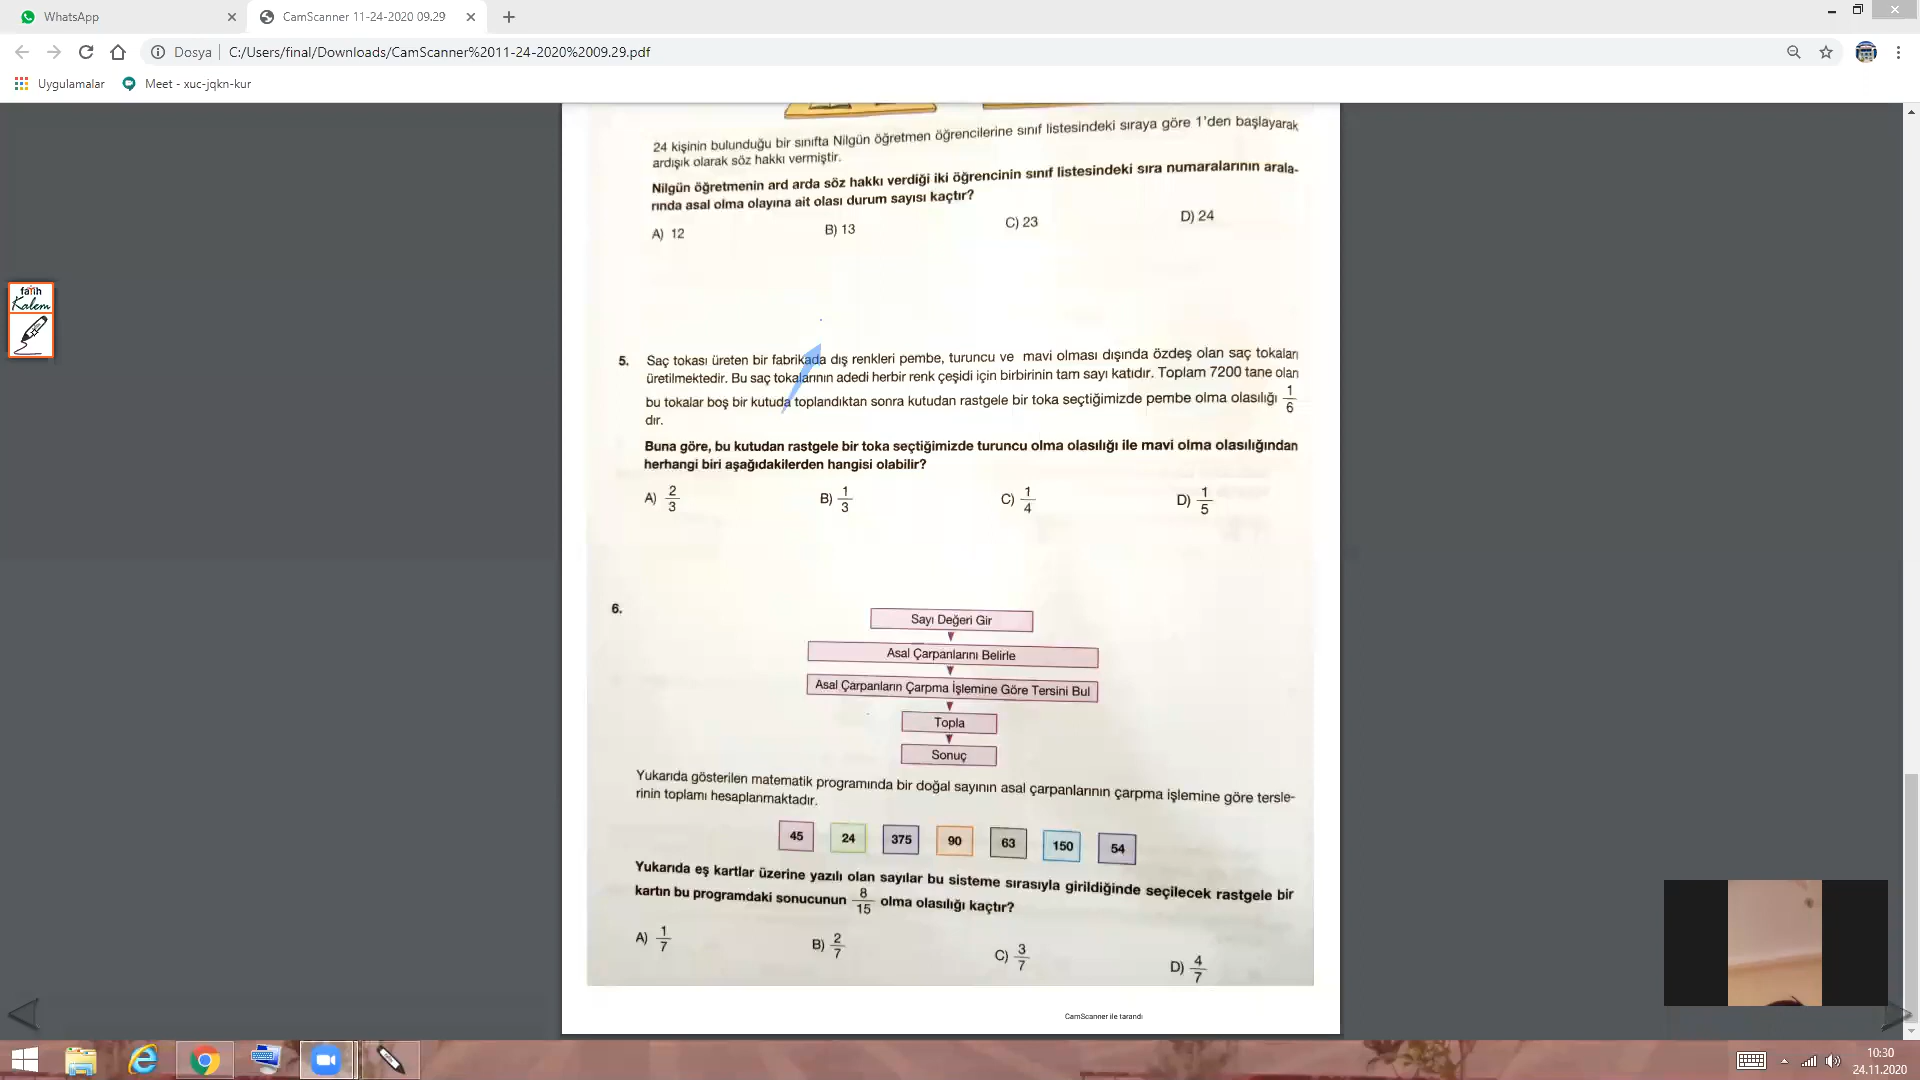 WhatsApp
CamScanner 11-24-2020 09.29
Dosya
C:/Users/final/Downloads/CamScanner%2011-24-2020%2009.29.pdf
Uygulamalar
Meet - xuc-jqkn-kur
fatih
Kalem
24 kişinin bulunduğu bir sınıfta Nilgün öğretmen öğrencilerine sınıf listesindeki sıraya göre 1'den başlayarak
ardışık olarak söz hakkı vermiştir.
Nilgün öğretmenin ard arda söz hakkı verdiği iki öğrencinin sınıf listesindeki sıra numaralarının arala-
rında asal olma olayına ait olası durum sayısı kaçtır?
A) 12 B) 13 C) 23 D) 24
5. Saç tokası üreten bir fabrikada dış renkleri pembe, turuncu ve mavi olması dışında özdeş olan saç tokaları
üretilmektedir. Bu saç tokalarının adedi herbir renk çeşidi için birbirinin tam sayı katıdır. Toplam 7200 tane olan
bu tokalar boş bir kutuda toplandıktan sonra kutudan rastgele bir toka seçtiğimizde pembe olma olasılığı 1/6
dır.
Buna göre, bu kutudan rastgele bir toka seçtiğimizde turuncu olma olasılığı ile mavi olma olasılığından
herhangi biri aşağıdakilerden hangisi olabilir?
A) 2/3 B) 1/3 C) 1/4 D) 1/5
6.
Sayı Değeri Gir
Asal Çarpanlarını Belirle
Asal Çarpanların Çarpma İşlemine Göre Tersini Bul
Topla
Sonuç
Yukarıda gösterilen matematik programında bir doğal sayının asal çarpanlarının çarpma işlemine göre tersle-
rinin toplamı hesaplanmaktadır.
45 24 375 90 63 150 54
Yukarıda eş kartlar üzerine yazılı olan sayılar bu sisteme sırasıyla girildiğinde seçilecek rastgele bir
kartın bu programdaki sonucunun 8/15 olma olasılığı kaçtır?
A) 1/7 B) 2/7 C) 3/7 D) 4/7
CamScanner ile tarandı
10:30
24.11.2020